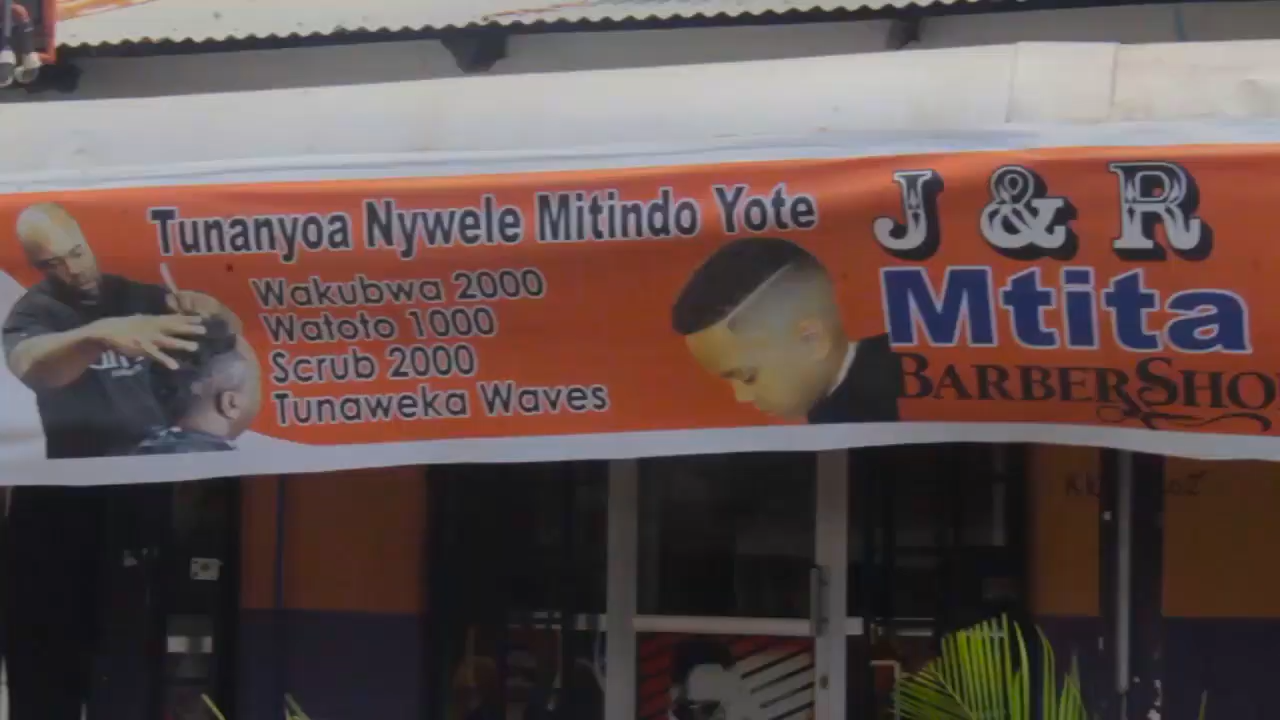 Tunanyoa Nywele Mitindo Yote
Wakubwa 2000
Watoto 1000
Scrub 2000
Tunaweka Waves
J & R
Mtita
BARBERSHO